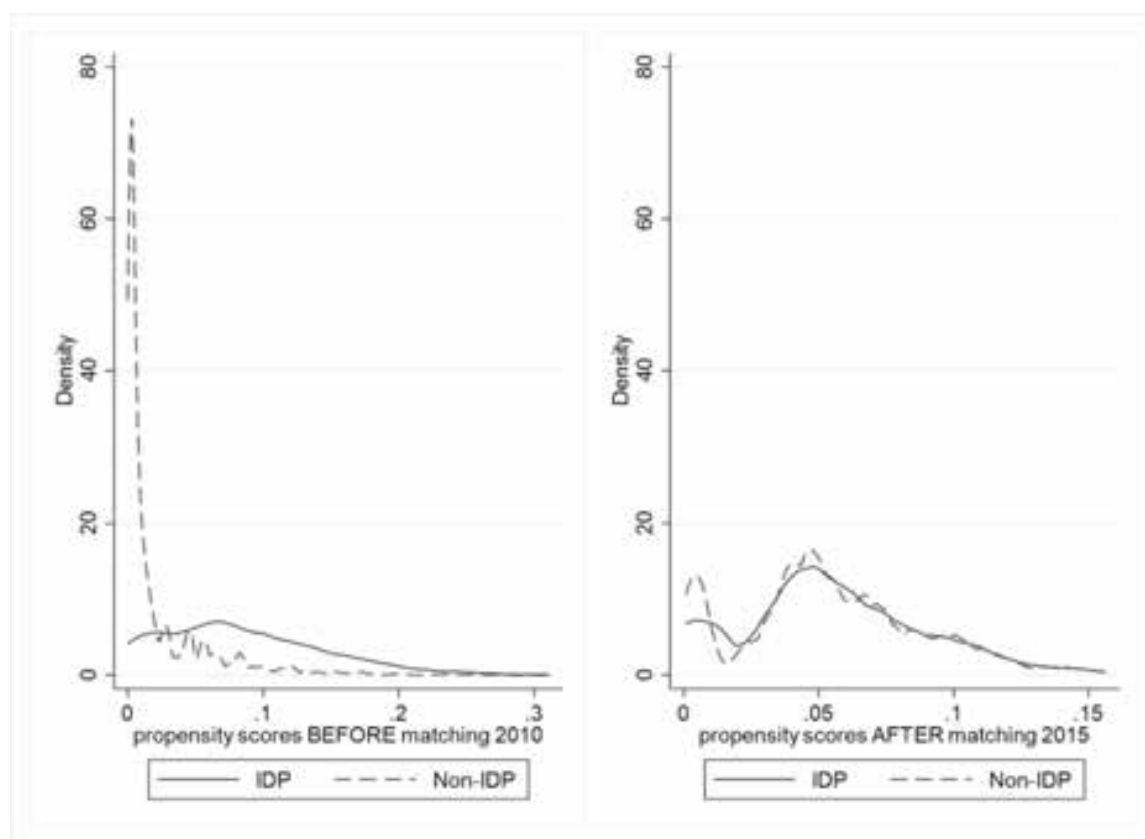 80
60
40
20
0
Density
0 .1 .2 .3
propensity scores BEFORE matching 2010
IDP Non-IDP
80
60
40
20
0
Density
0 .05 .1 .15
propensity scores AFTER matching 2015
IDP Non-IDP